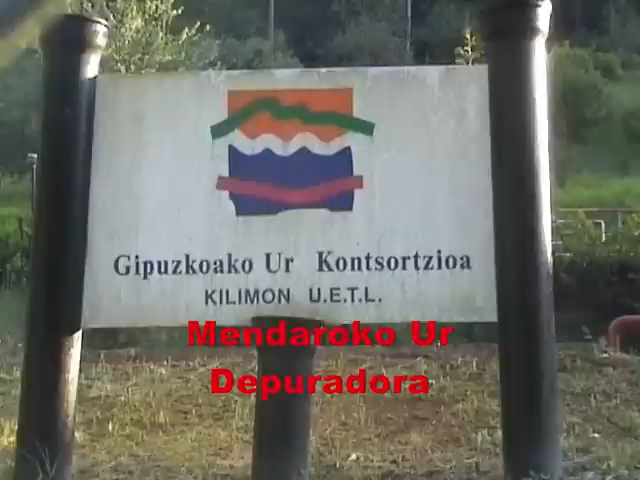 Gipuzkoako Ur Kontsortzioa
KILIMON U.E.T.L.
Mendaroko Ur
Depuradora